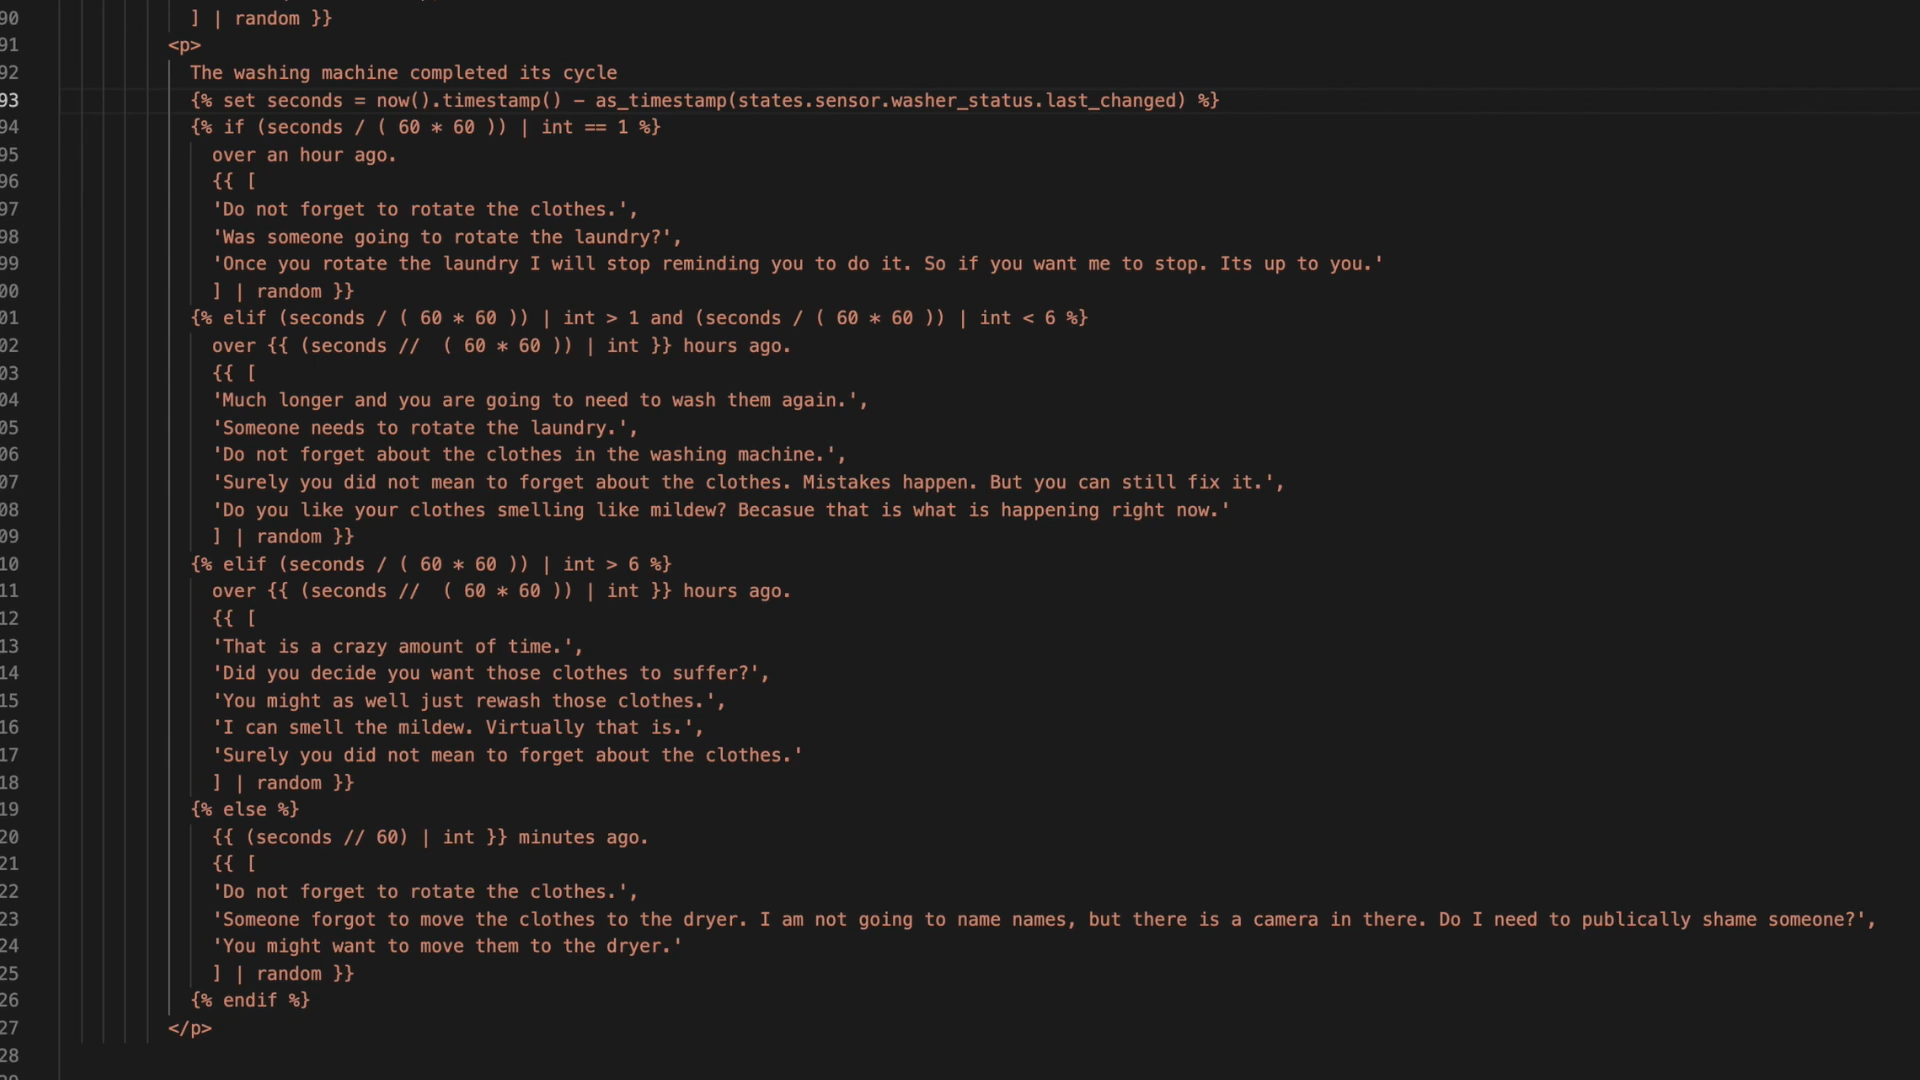 90 ] | random }}
91 <p>
92 The washing machine completed its cycle
93 {% set seconds = now().timestamp() - as_timestamp(states.sensor.washer_status.last_changed) %}
94 {% if (seconds / ( 60 * 60 )) | int == 1 %}
95 over an hour ago.
96 {{ [
97 'Do not forget to rotate the clothes.',
98 'Was someone going to rotate the laundry?',
99 'Once you rotate the laundry I will stop reminding you to do it. So if you want me to stop. Its up to you.'
00 ] | random }}
01 {% elif (seconds / ( 60 * 60 )) | int > 1 and (seconds / ( 60 * 60 )) | int < 6 %}
02 over {{ (seconds //  ( 60 * 60 )) | int }} hours ago.
03 {{ [
04 'Much longer and you are going to need to wash them again.',
05 'Someone needs to rotate the laundry.',
06 'Do not forget about the clothes in the washing machine.',
07 'Surely you did not mean to forget about the clothes. Mistakes happen. But you can still fix it.',
08 'Do you like your clothes smelling like mildew? Becasue that is what is happening right now.'
09 ] | random }}
10 {% elif (seconds / ( 60 * 60 )) | int > 6 %}
11 over {{ (seconds //  ( 60 * 60 )) | int }} hours ago.
12 {{ [
13 'That is a crazy amount of time.',
14 'Did you decide you want those clothes to suffer?',
15 'You might as well just rewash those clothes.',
16 'I can smell the mildew. Virtually that is.',
17 'Surely you did not mean to forget about the clothes.'
18 ] | random }}
19 {% else %}
20 {{ (seconds // 60) | int }} minutes ago.
21 {{ [
22 'Do not forget to rotate the clothes.',
23 'Someone forgot to move the clothes to the dryer. I am not going to name names, but there is a camera in there. Do I need to publically shame someone?',
24 'You might want to move them to the dryer.'
25 ] | random }}
26 {% endif %}
27 </p>
28